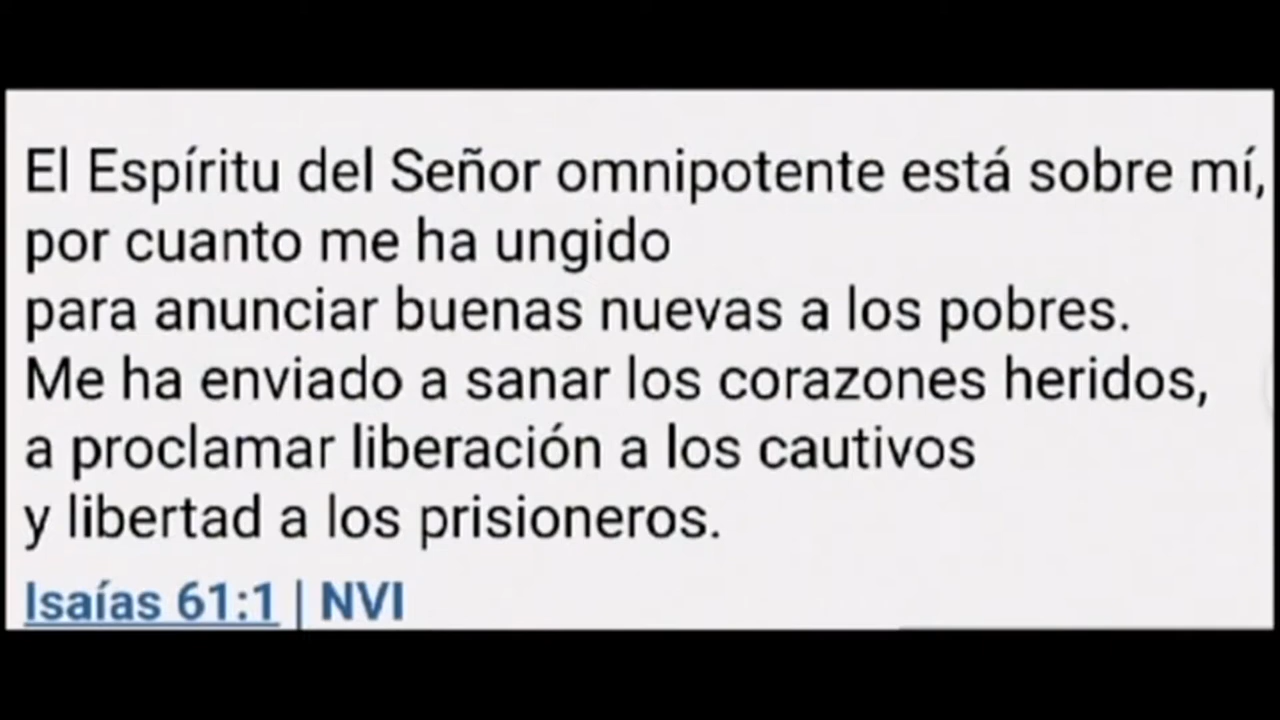 El Espíritu del Señor omnipotente está sobre mí,
por cuanto me ha ungido
para anunciar buenas nuevas a los pobres.
Me ha enviado a sanar los corazones heridos,
a proclamar liberación a los cautivos
y libertad a los prisioneros.
Isaías 61:1 | NVI